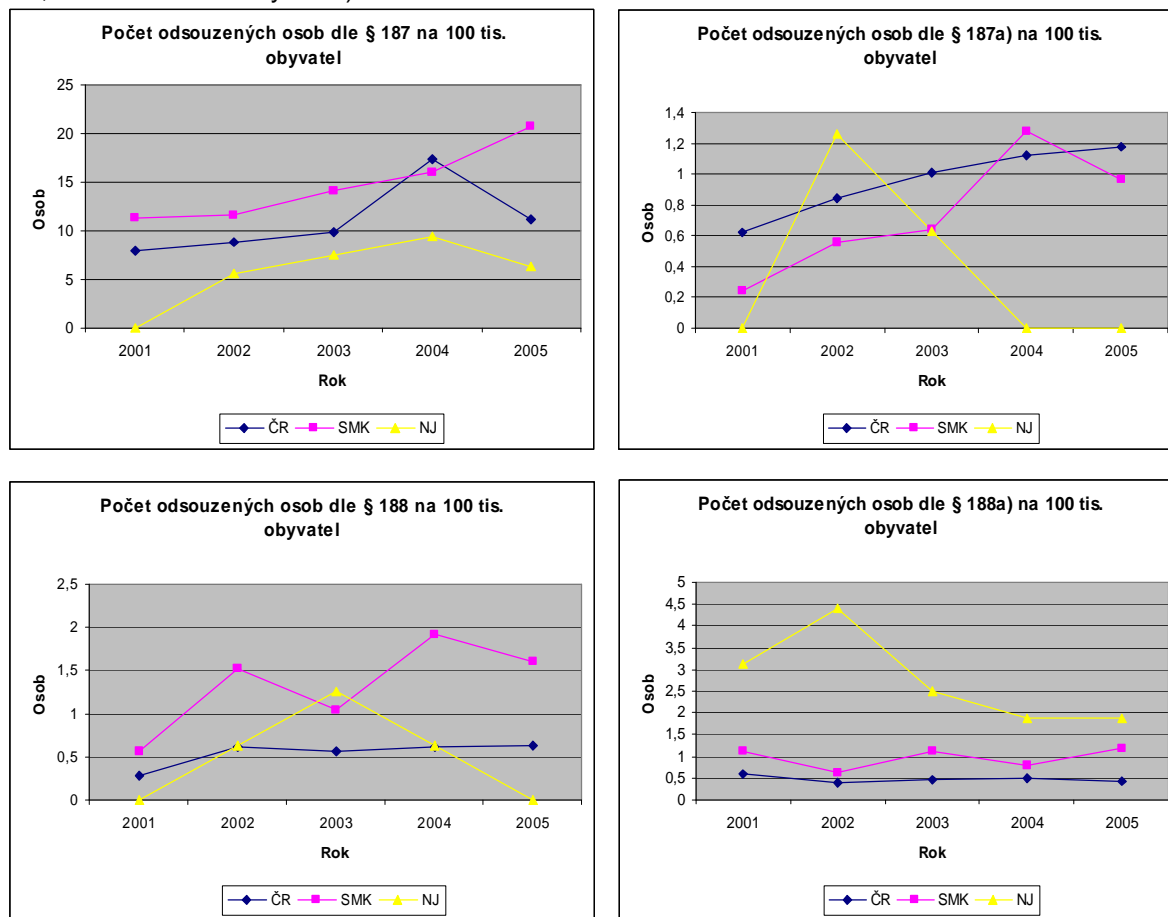 Počet odsouzených osob dle § 187 na 100 tis.
obyvatel
25
20
15
10
5
0
Osob
2001 2002 2003 2004 2005
Rok
ČR SMK NJ
Počet odsouzených osob dle § 187a) na 100 tis.
obyvatel
1,4
1,2
1
0,8
0,6
0,4
0,2
0
Osob
2001 2002 2003 2004 2005
Rok
ČR SMK NJ
Počet odsouzených osob dle § 188 na 100 tis.
obyvatel
2,5
2
1,5
1
0,5
0
Osob
2001 2002 2003 2004 2005
Rok
ČR SMK NJ
Počet odsouzených osob dle § 188a) na 100 tis.
obyvatel
5
4,5
4
3,5
3
2,5
2
1,5
1
0,5
0
Osob
2001 2002 2003 2004 2005
Rok
ČR SMK NJ